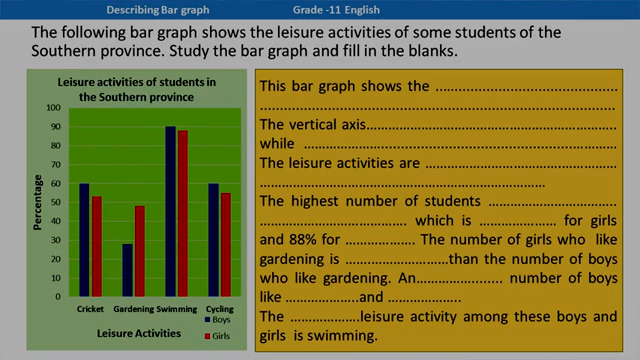 Describing Bar graph
Grade -11 English
The following bar graph shows the leisure activities of some students of the
Southern province. Study the bar graph and fill in the blanks.
Leisure activities of students in
the Southern province
100
90
80
70
60
50
40
30
20
10
0
Percentage
Cricket Gardening Swimming Cycling
Boys
Girls
Leisure Activities
This bar graph shows the ……………………………………………
…………………………………………………………………………………………
The vertical axis……………………………………………………………
while ……………………………………………………………………………
The leisure activities are ………………………………………………
………………………………………………………………………
The highest number of students ………………………………
…………………………………… which is …………………. for girls
and 88% for ……………….. The number of girls who like
gardening is ………………………..than the number of boys
who like gardening. An…………………… number of boys
like …………………and …………………
The ………………..leisure activity among these boys and
girls is swimming.